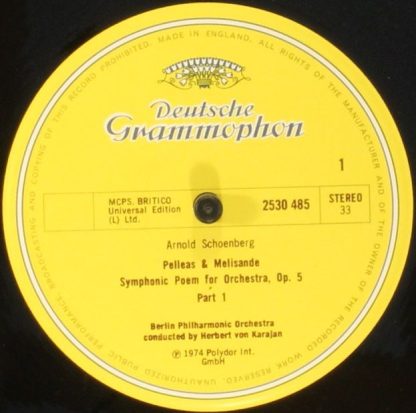 ALL RIGHTS OF THE MANUFACTURER AND OF THE OWNER OF THE RECORDED WORK RESERVED. UNAUTHORIZED PUBLIC PERFORMANCE, BROADCASTING AND COPYING OF THIS RECORD PROHIBITED. MADE IN ENGLAND.
Deutsche
Grammophon
1
MCPS, BRITICO
Universal Edition
(L) Ltd.
2530 485
STEREO
33
Arnold Schoenberg
Pelleas & Melisande
Symphonic Poem for Orchestra, Op. 5
Part 1
Berlin Philharmonic Orchestra
conducted by Herbert von Karajan
℗ 1974 Polydor Int.
GmbH